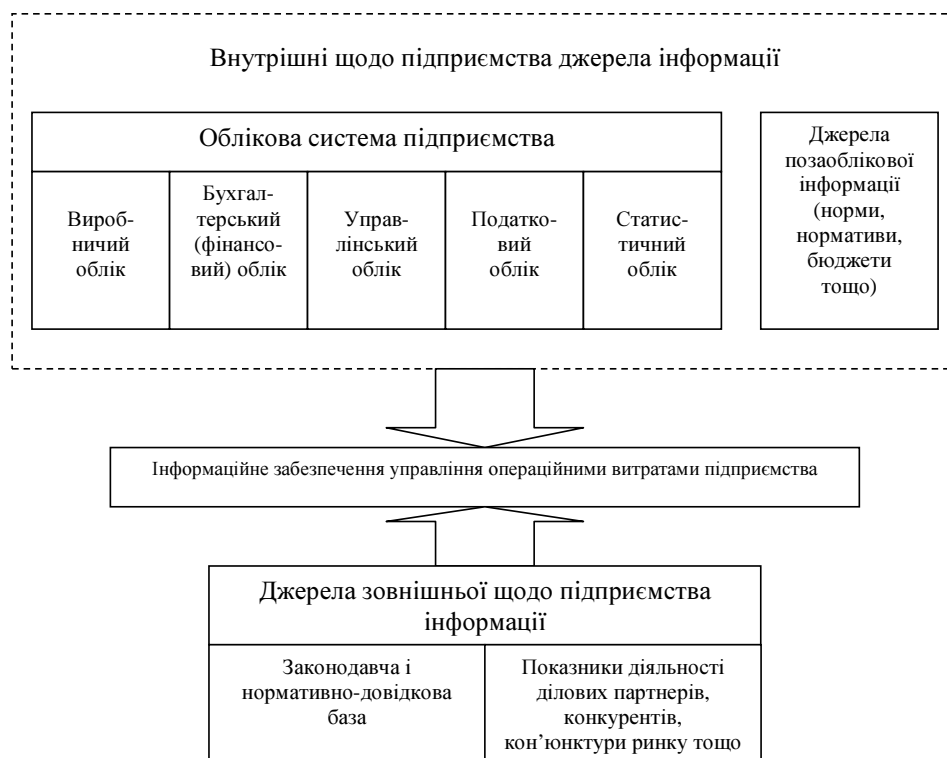 Внутрішні щодо підприємства джерела інформації
Облікова система підприємства
Вироб-
ничий
облік
Бухгал-
терський
(фінансо-
вий) облік
Управ-
лінський
облік
Податко-
вий
облік
Статис-
тичний
облік
Джерела
позаоблікової
інформації
(норми,
нормативи,
бюджети
тощо)
Інформаційне забезпечення управління операційними витратами підприємства
Джерела зовнішньої щодо підприємства
інформації
Законодавча і
нормативно-довідкова
база
Показники діяльності
ділових партнерів,
конкурентів,
кон’юнктури ринку тощо